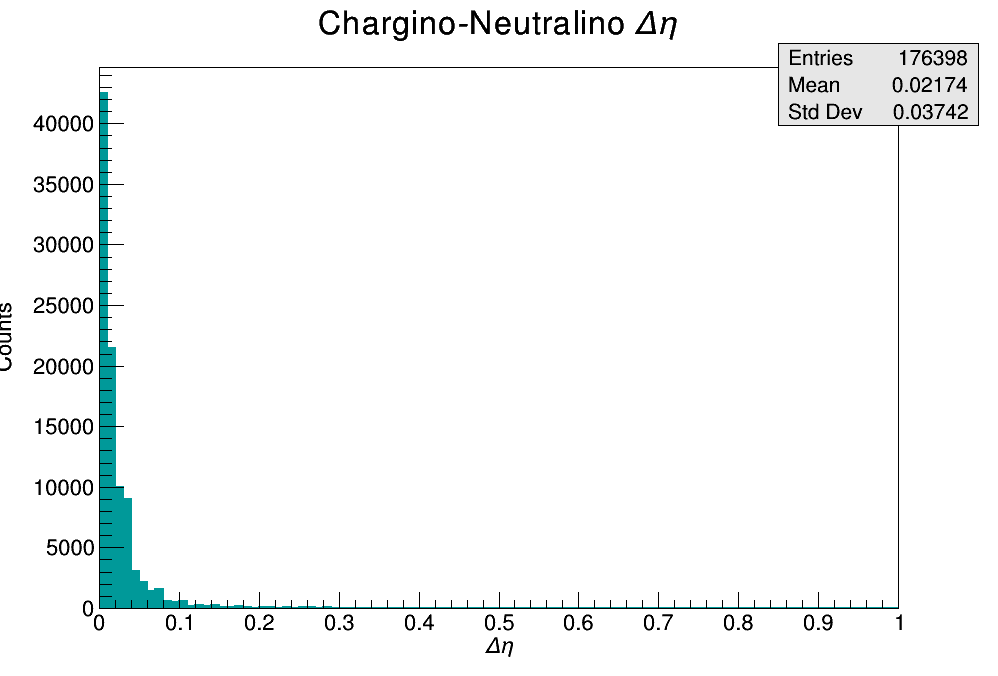 Chargino-Neutralino Δη
Entries 176398
Mean 0.02174
Std Dev 0.03742
40000
35000
30000
25000
20000
15000
10000
5000
0
Counts
0 0.1 0.2 0.3 0.4 0.5 0.6 0.7 0.8 0.9 1
Δη